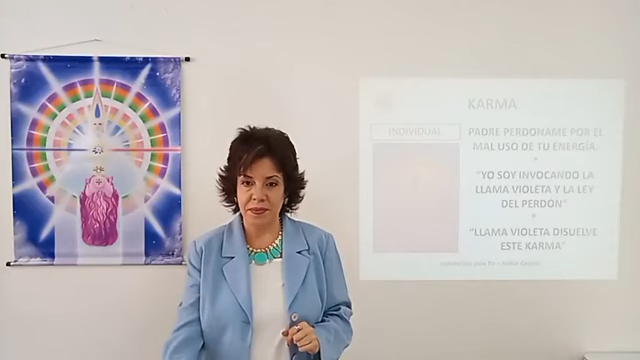 KARMA
INDIVIDUAL
PADRE PERDONAME POR EL
MAL USO DE TU ENERGÍA.
*
"YO SOY INVOCANDO LA
LLAMA VIOLETA Y LA LEY
DEL PERDÓN"
*
"LLAMA VIOLETA DISUELVE
ESTE KARMA"